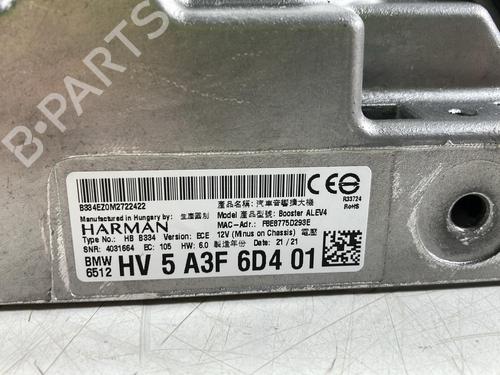 B-PARTS
B334EZ0M2722422
Manufactured in Hungary by: 生產國別
HARMAN
Type No.: HB B334 Version: ECE
SNR: 4031664 EC: 105 HW: 6.0 製造年份
產品名稱: 汽車音響擴大機
Model 產品型號: Booster ALEV4
MAC-Adr.: F8E8775D293E
12V (Minus on Chassis) 電壓
Date: 21 / 21
CE
R33724
RoHS
BMW
6512 HV 5 A3F 6D4 01